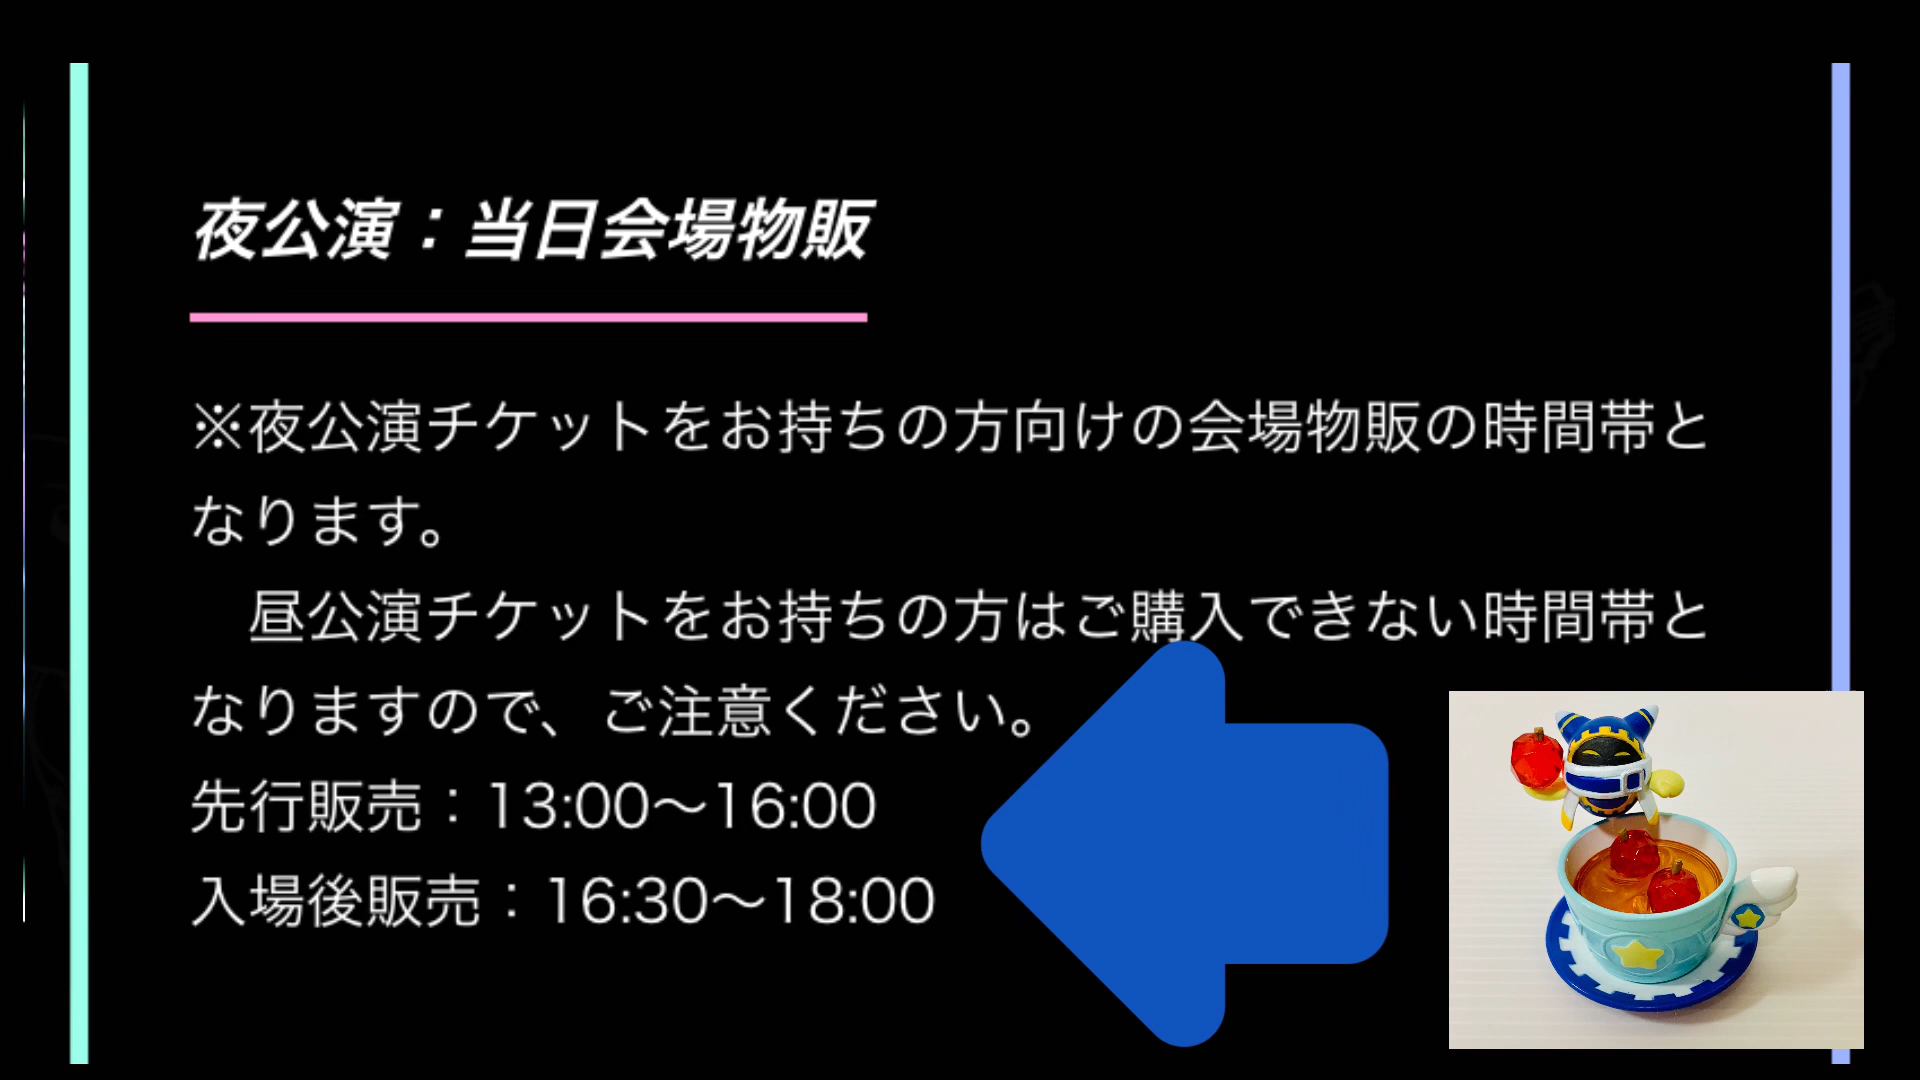 夜公演：当日会場物販
※夜公演チケットをお持ちの方向けの会場物販の時間帯と
なります。
　昼公演チケットをお持ちの方はご購入できない時間帯と
なりますので、ご注意ください。
先行販売：13:00〜16:00
入場後販売：16:30〜18:00